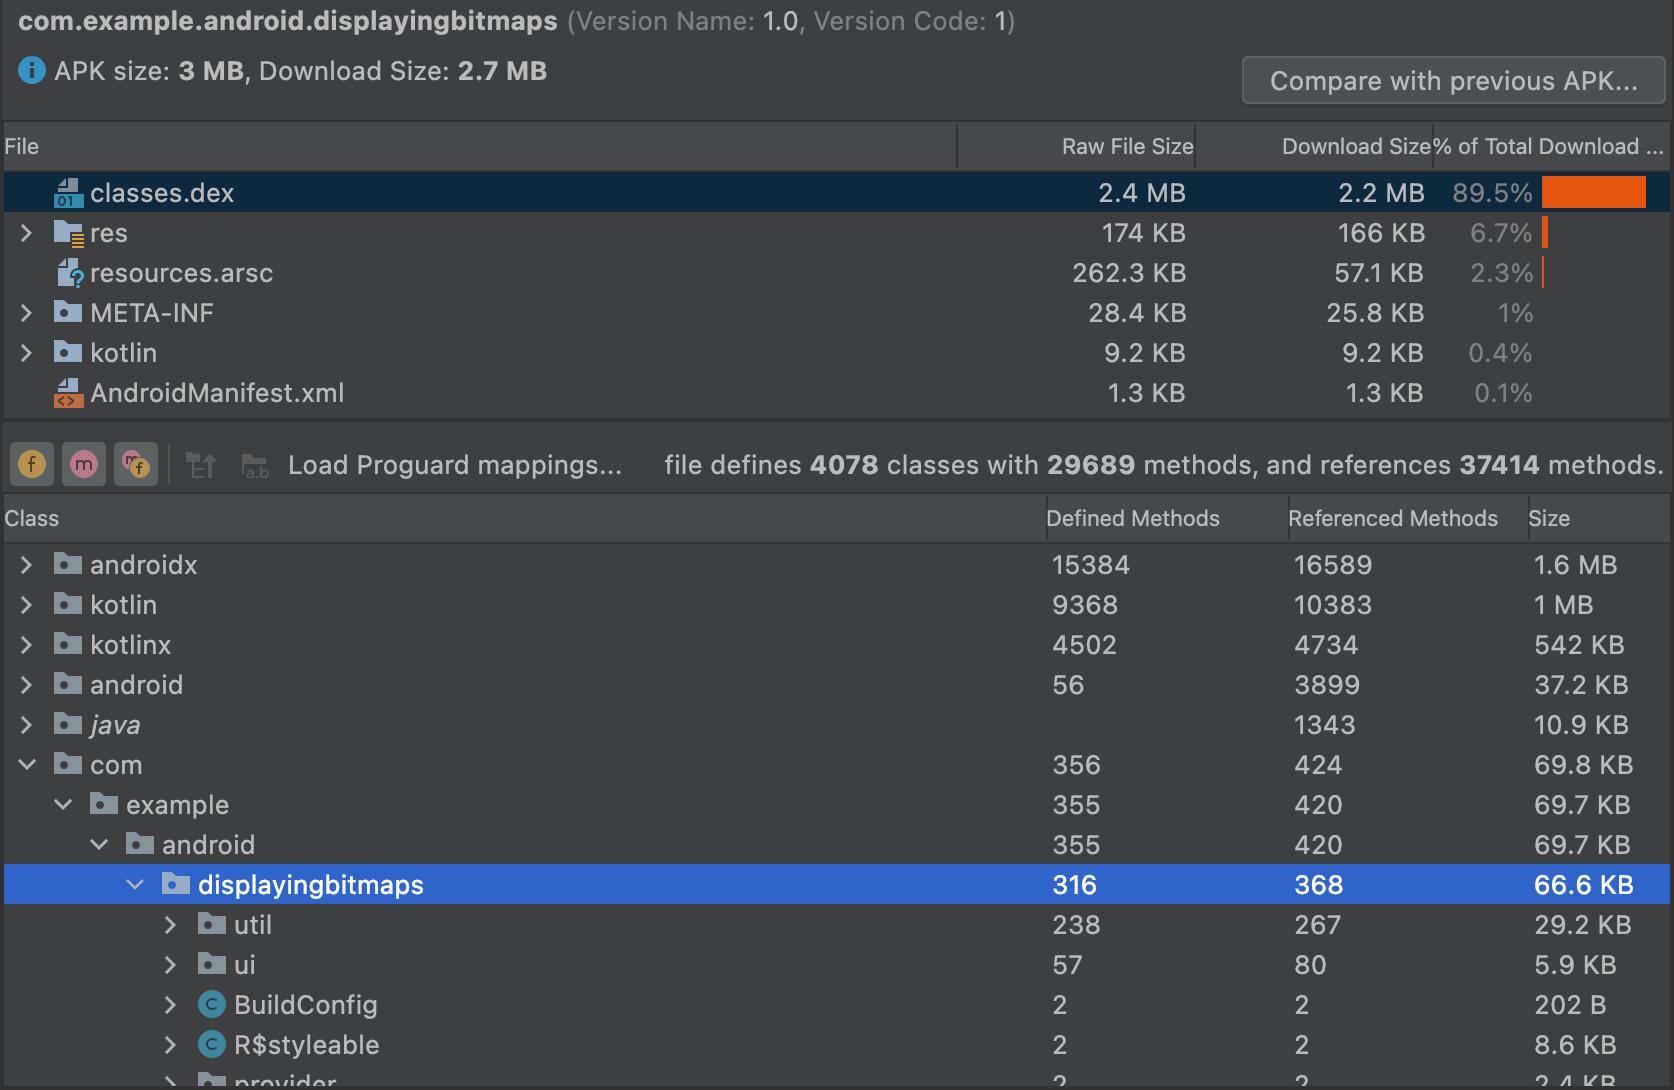 com.example.android.displayingbitmaps (Version Name: 1.0, Version Code: 1)
APK size: 3 MB, Download Size: 2.7 MB
Compare with previous APK...
File Raw File Size Download Size % of Total Download ...
classes.dex 2.4 MB 2.2 MB 89.5%
res 174 KB 166 KB 6.7%
resources.arsc 262.3 KB 57.1 KB 2.3%
META-INF 28.4 KB 25.8 KB 1%
kotlin 9.2 KB 9.2 KB 0.4%
AndroidManifest.xml 1.3 KB 1.3 KB 0.1%
f m m f a.b Load Proguard mappings... file defines 4078 classes with 29689 methods, and references 37414 methods.
Class Defined Methods Referenced Methods Size
androidx 15384 16589 1.6 MB
kotlin 9368 10383 1 MB
kotlinx 4502 4734 542 KB
android 56 3899 37.2 KB
java 1343 10.9 KB
com 356 424 69.8 KB
example 355 420 69.7 KB
android 355 420 69.7 KB
displayingbitmaps 316 368 66.6 KB
util 238 267 29.2 KB
ui 57 80 5.9 KB
C BuildConfig 2 2 202 B
C R$styleable 2 2 8.6 KB
provider 2 2 2.4 KB